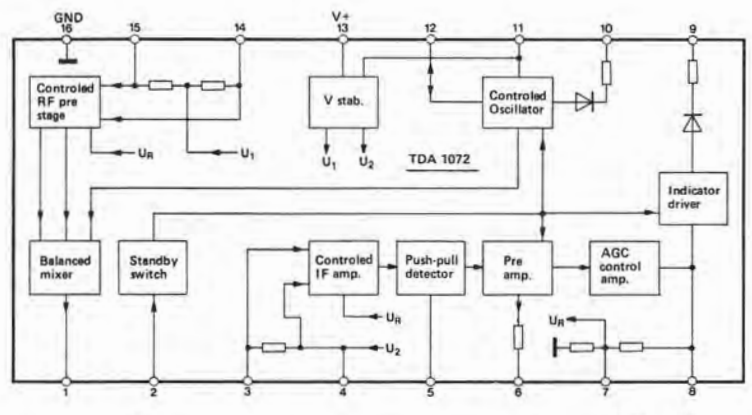 GND V+
16 15 14 13 12 11 10 9
Controled
RF pre
stage
V stab.
Controled
Oscillator
UR U1
U1 U2
TDA 1072
Indicator
driver
Balanced
mixer
Standby
switch
Controled
IF amp.
Push-pull
detector
Pre
amp.
AGC
control
amp.
UR
U2
UR
1 2 3 4 5 6 7 8